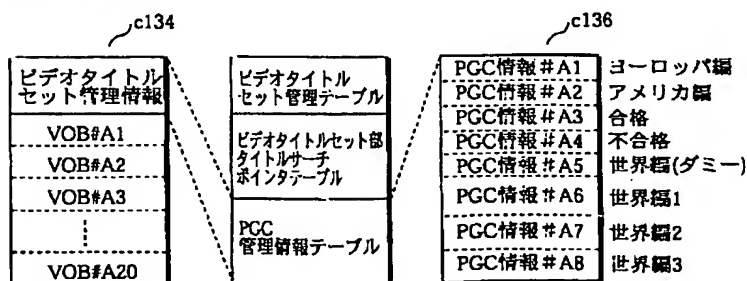 c134
c136
ビデオタイトル
セット管理情報
VOB#A1
VOB#A2
VOB#A3
VOB#A20
ビデオタイトル
セット管理テーブル
ビデオタイトルセット部
タイトルサーチ
ポインタテーブル
PGC
管理情報テーブル
PGC情報#A1 ヨーロッパ編
PGC情報#A2 アメリカ編
PGC情報#A3 合格
PGC情報#A4 不合格
PGC情報#A5 世界編(ダミー)
PGC情報#A6 世界編1
PGC情報#A7 世界編2
PGC情報#A8 世界編3